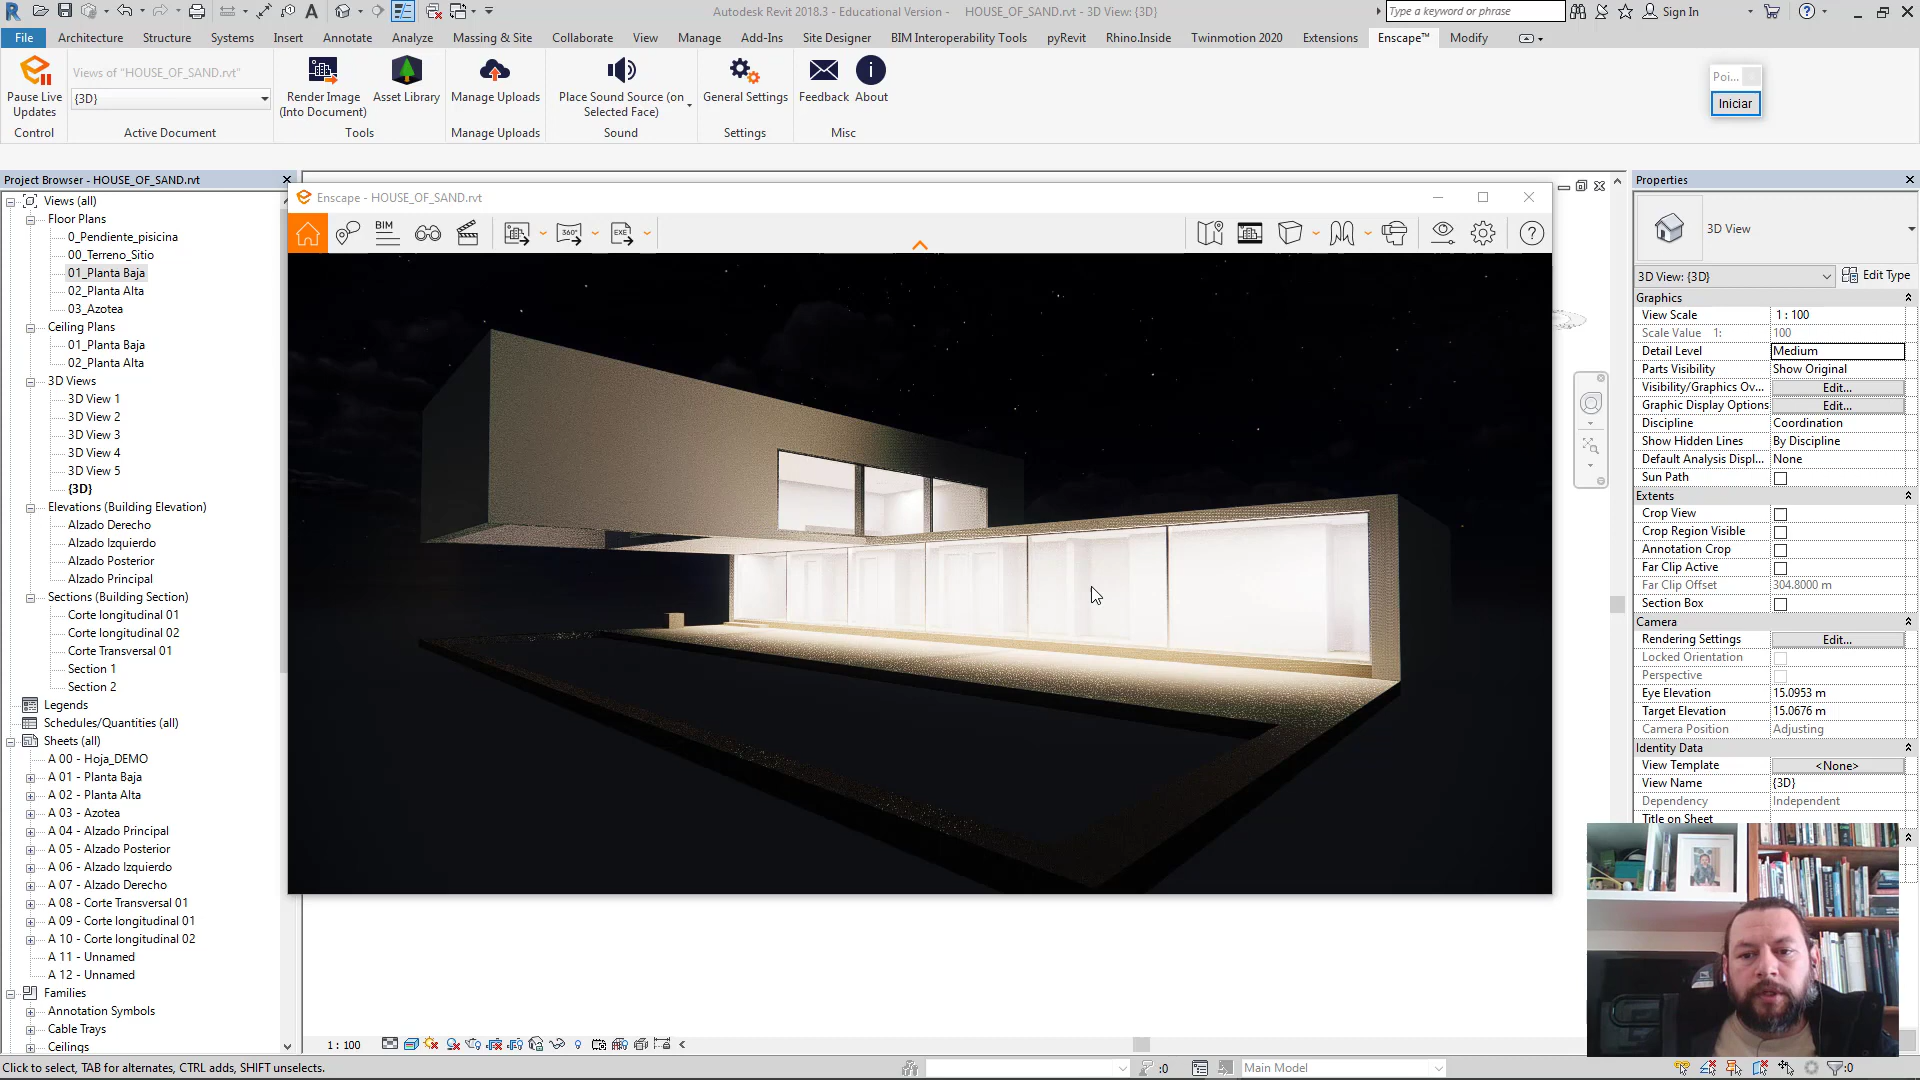 Autodesk Revit 2018.3 - Educational Version - HOUSE_OF_SAND.rvt - 3D View: {3D}
Type a keyword or phrase
Sign In
File Architecture Structure Systems Insert Annotate Analyze Massing & Site Collaborate View Manage Add-Ins Site Designer BIM Interoperability Tools pyRevit Rhino.Inside Twinmotion 2020 Extensions Enscape™ Modify
Pause Live
Updates
Control
Views of "HOUSE_OF_SAND.rvt"
{3D}
Active Document
Render Image
(Into Document)
Asset Library
Tools
Manage Uploads
Manage Uploads
Place Sound Source (on
Selected Face)
Sound
General Settings
Settings
Feedback
About
Misc
Poi...
Iniciar
Project Browser - HOUSE_OF_SAND.rvt
Views (all)
Floor Plans
0_Pendiente_pisicina
00_Terreno_Sitio
01_Planta Baja
02_Planta Alta
03_Azotea
Ceiling Plans
01_Planta Baja
02_Planta Alta
3D Views
3D View 1
3D View 2
3D View 3
3D View 4
3D View 5
{3D}
Elevations (Building Elevation)
Alzado Derecho
Alzado Izquierdo
Alzado Posterior
Alzado Principal
Sections (Building Section)
Corte longitudinal 01
Corte longitudinal 02
Corte Transversal 01
Section 1
Section 2
Legends
Schedules/Quantities (all)
Sheets (all)
A 00 - Hoja_DEMO
A 01 - Planta Baja
A 02 - Planta Alta
A 03 - Azotea
A 04 - Alzado Principal
A 05 - Alzado Posterior
A 06 - Alzado Izquierdo
A 07 - Alzado Derecho
A 08 - Corte Transversal 01
A 09 - Corte longitudinal 01
A 10 - Corte longitudinal 02
A 11 - Unnamed
A 12 - Unnamed
Families
Annotation Symbols
Cable Trays
Ceilings
Enscape - HOUSE_OF_SAND.rvt
BIM
360°
EXE
Properties
3D View
3D View: {3D}
Edit Type
Graphics
View Scale 1 : 100
Scale Value 1: 100
Detail Level Medium
Parts Visibility Show Original
Visibility/Graphics Ov... Edit...
Graphic Display Options Edit...
Discipline Coordination
Show Hidden Lines By Discipline
Default Analysis Displ... None
Sun Path
Extents
Crop View
Crop Region Visible
Annotation Crop
Far Clip Active
Far Clip Offset 304.8000 m
Section Box
Camera
Rendering Settings Edit...
Locked Orientation
Perspective
Eye Elevation 15.0953 m
Target Elevation 15.0676 m
Camera Position Adjusting
Identity Data
View Template <None>
View Name {3D}
Dependency Independent
Title on Sheet
1 : 100
Click to select, TAB for alternates, CTRL adds, SHIFT unselects.
:0
Main Model
:0